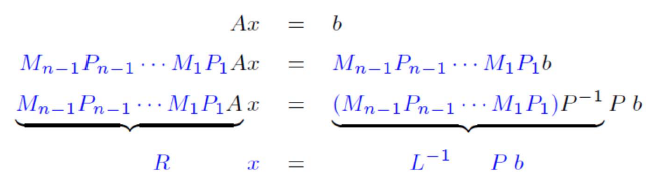 Ax = b
M_{n−1}P_{n−1} ⋯ M_1P_1Ax = M_{n−1}P_{n−1} ⋯ M_1P_1b
M_{n−1}P_{n−1} ⋯ M_1P_1A x = (M_{n−1}P_{n−1} ⋯ M_1P_1)P^{−1} P b
R x = L^{−1} P b